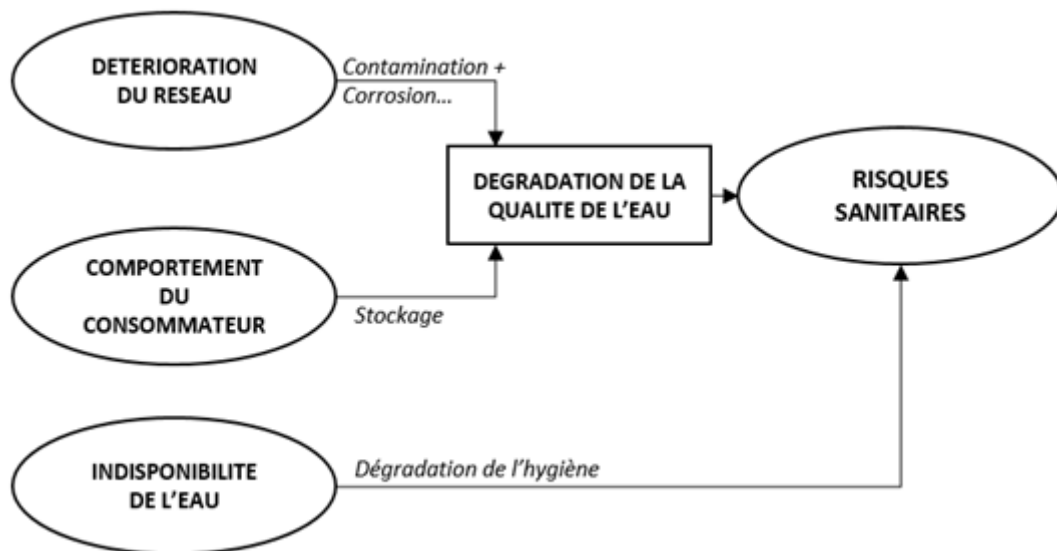 DETERIORATION
DU RESEAU
Contamination +
Corrosion...
DEGRADATION DE LA
QUALITE DE L’EAU
RISQUES
SANITAIRES
COMPORTEMENT
DU
CONSOMMATEUR
Stockage
INDISPONIBILITE
DE L’EAU
Dégradation de l’hygiène